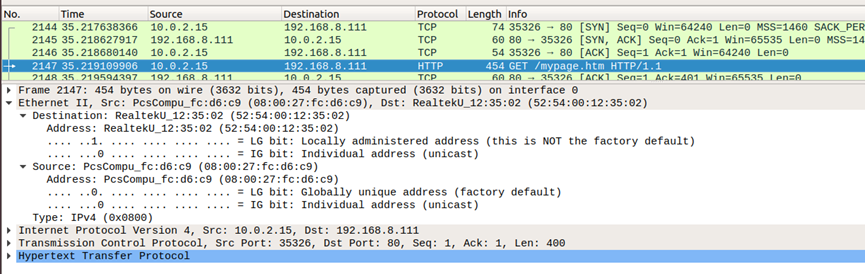 No. Time Source Destination Protocol Length Info
2144 35.217638366 10.0.2.15 192.168.8.111 TCP 74 35326 → 80 [SYN] Seq=0 Win=64240 Len=0 MSS=1460 SACK_PER
2145 35.218627917 192.168.8.111 10.0.2.15 TCP 60 80 → 35326 [SYN, ACK] Seq=0 Ack=1 Win=65535 Len=0 MSS=14
2146 35.218680140 10.0.2.15 192.168.8.111 TCP 54 35326 → 80 [ACK] Seq=1 Ack=1 Win=64240 Len=0
2147 35.219109906 10.0.2.15 192.168.8.111 HTTP 454 GET /mypage.htm HTTP/1.1
2148 35.219594397 192.168.8.111 10.0.2.15 TCP 60 80 → 35326 [ACK] Seq=1 Ack=401 Win=65535 Len=0
Frame 2147: 454 bytes on wire (3632 bits), 454 bytes captured (3632 bits) on interface 0
Ethernet II, Src: PcsCompu_fc:d6:c9 (08:00:27:fc:d6:c9), Dst: RealtekU_12:35:02 (52:54:00:12:35:02)
Destination: RealtekU_12:35:02 (52:54:00:12:35:02)
Address: RealtekU_12:35:02 (52:54:00:12:35:02)
.... ..1. .... .... .... .... = LG bit: Locally administered address (this is NOT the factory default)
.... ...0 .... .... .... .... = IG bit: Individual address (unicast)
Source: PcsCompu_fc:d6:c9 (08:00:27:fc:d6:c9)
Address: PcsCompu_fc:d6:c9 (08:00:27:fc:d6:c9)
.... ..0. .... .... .... .... = LG bit: Globally unique address (factory default)
.... ...0 .... .... .... .... = IG bit: Individual address (unicast)
Type: IPv4 (0x0800)
Internet Protocol Version 4, Src: 10.0.2.15, Dst: 192.168.8.111
Transmission Control Protocol, Src Port: 35326, Dst Port: 80, Seq: 1, Ack: 1, Len: 400
Hypertext Transfer Protocol